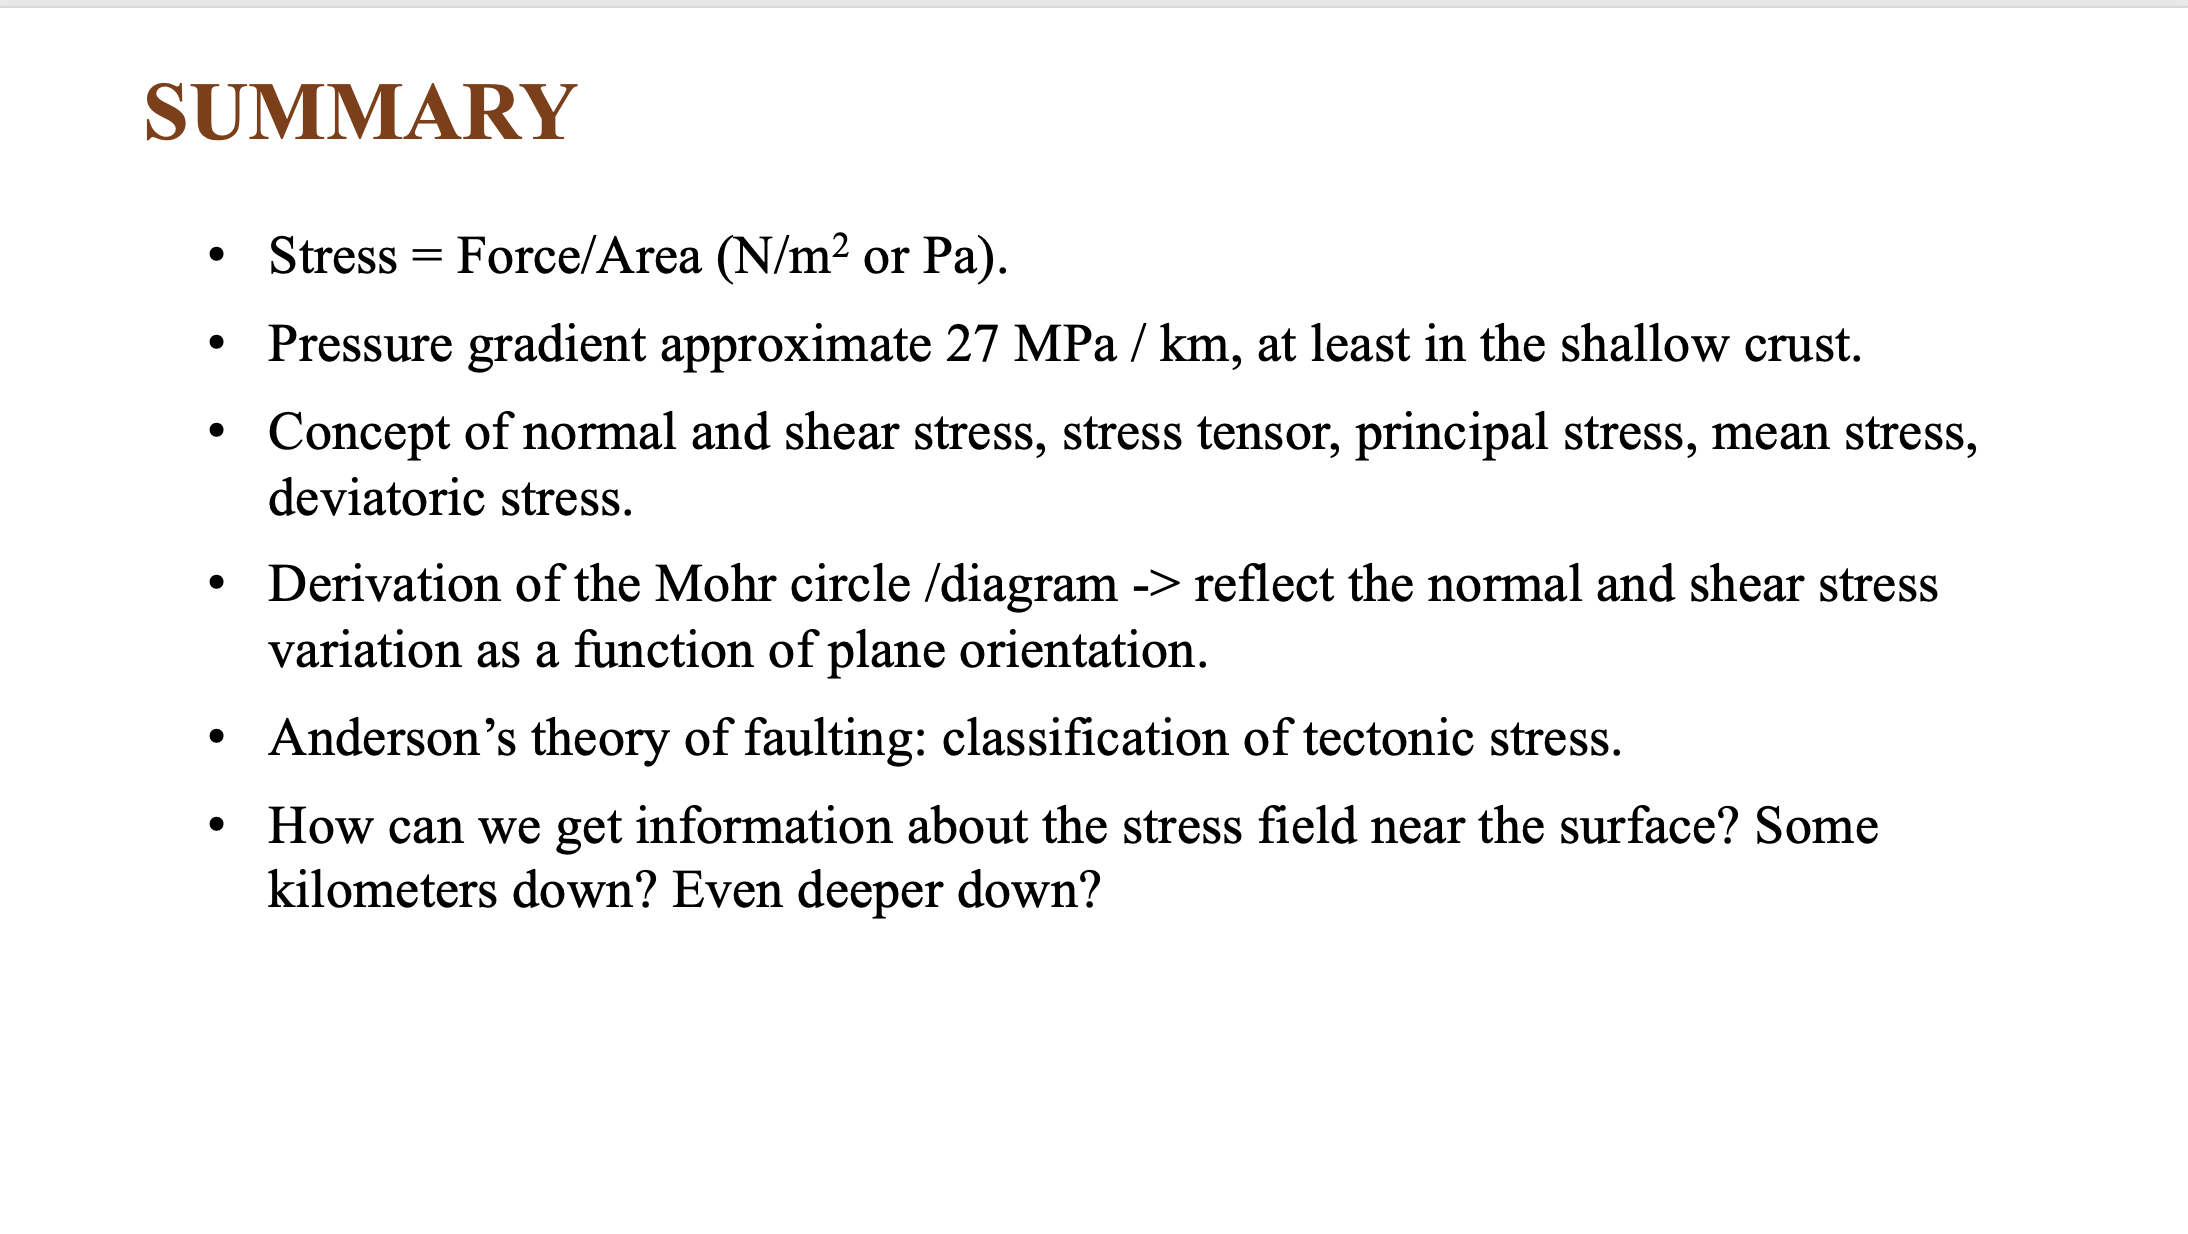 SUMMARY
• Stress = Force/Area (N/m² or Pa).
• Pressure gradient approximate 27 MPa / km, at least in the shallow crust.
• Concept of normal and shear stress, stress tensor, principal stress, mean stress,
deviatoric stress.
• Derivation of the Mohr circle /diagram -> reflect the normal and shear stress
variation as a function of plane orientation.
• Anderson’s theory of faulting: classification of tectonic stress.
• How can we get information about the stress field near the surface? Some
kilometers down? Even deeper down?